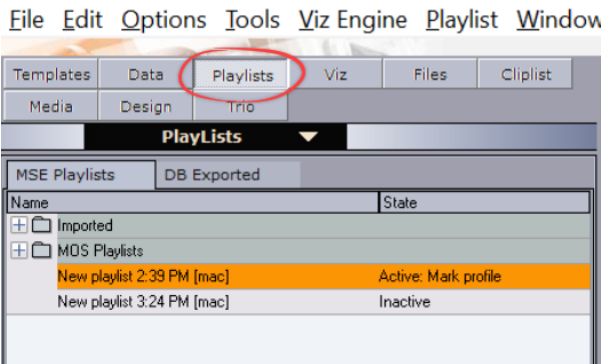 File Edit Options Tools Viz Engine Playlist Window
Templates Data Playlists Viz Files Cliplist
Media Design Trio
PlayLists
MSE Playlists DB Exported
Name State
Imported
MOS Playlists
New playlist 2:39 PM [mac] Active: Mark profile
New playlist 3:24 PM [mac] Inactive